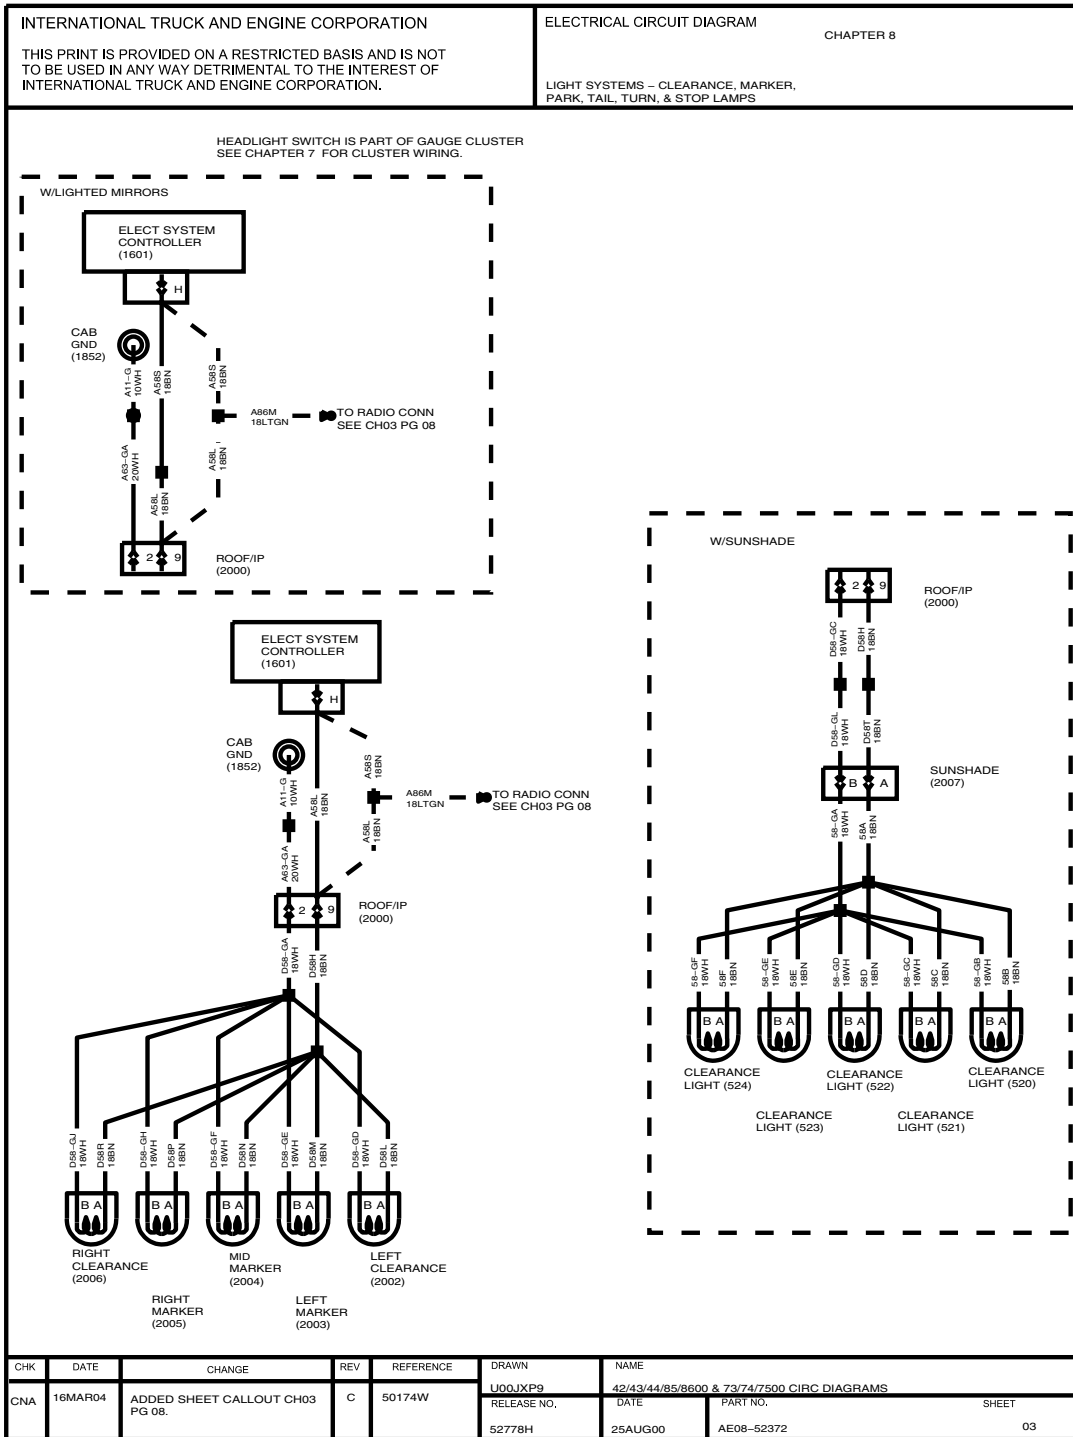 INTERNATIONAL TRUCK AND ENGINE CORPORATION
THIS PRINT IS PROVIDED ON A RESTRICTED BASIS AND IS NOT
TO BE USED IN ANY WAY DETRIMENTAL TO THE INTEREST OF
INTERNATIONAL TRUCK AND ENGINE CORPORATION.
ELECTRICAL CIRCUIT DIAGRAM
CHAPTER 8
LIGHT SYSTEMS – CLEARANCE, MARKER,
PARK, TAIL, TURN, & STOP LAMPS
HEADLIGHT SWITCH IS PART OF GAUGE CLUSTER
SEE CHAPTER 7 FOR CLUSTER WIRING.
W/LIGHTED MIRRORS
ELECT SYSTEM
CONTROLLER
(1601)
H
CAB
GND
(1852)
A11–G
10WH
A58S
18BN
A58S
18BN
A86M
18LTGN
TO RADIO CONN
SEE CH03 PG 08
A63–GA
20WH
A58L
18BN
A58L
18BN
2 9
ROOF/IP
(2000)
ELECT SYSTEM
CONTROLLER
(1601)
H
CAB
GND
(1852)
A11–G
10WH
A58L
18BN
A58S
18BN
A86M
18LTGN
TO RADIO CONN
SEE CH03 PG 08
A58L
18BN
A63–GA
20WH
2 9
ROOF/IP
(2000)
D58–GA
18WH
D58H
18BN
D58–GJ
18WH
D58R
18BN
D58–GH
18WH
D58P
18BN
D58–GF
18WH
D58N
18BN
D58–GE
18WH
D58M
18BN
D58–GD
18WH
D58L
18BN
B A
B A
B A
B A
B A
RIGHT
CLEARANCE
(2006)
RIGHT
MARKER
(2005)
MID
MARKER
(2004)
LEFT
MARKER
(2003)
LEFT
CLEARANCE
(2002)
W/SUNSHADE
2 9
ROOF/IP
(2000)
D58–GC
18WH
D58H
18BN
D58–GL
18WH
D58T
18BN
B A
SUNSHADE
(2007)
58–GA
18WH
58A
18BN
58–GF
18WH
58F
18BN
58–GE
18WH
58E
18BN
58–GD
18WH
58D
18BN
58–GC
18WH
58C
18BN
58–GB
18WH
58B
18BN
B A
B A
B A
B A
B A
CLEARANCE
LIGHT (524)
CLEARANCE
LIGHT (523)
CLEARANCE
LIGHT (522)
CLEARANCE
LIGHT (521)
CLEARANCE
LIGHT (520)
CHK DATE CHANGE REV REFERENCE
CNA 16MAR04 ADDED SHEET CALLOUT CH03
PG 08.
C 50174W
DRAWN
U00JXP9
NAME
42/43/44/85/8600 & 73/74/7500 CIRC DIAGRAMS
RELEASE NO.
52778H
DATE
25AUG00
PART NO.
AE08–52372
SHEET
03